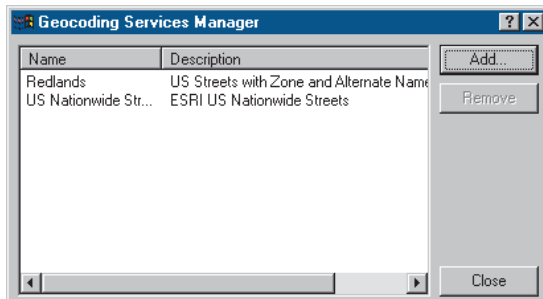 Geocoding Services Manager
Name Description Add...
Redlands US Streets with Zone and Alternate Name
US Nationwide Str... ESRI US Nationwide Streets Remove
Close